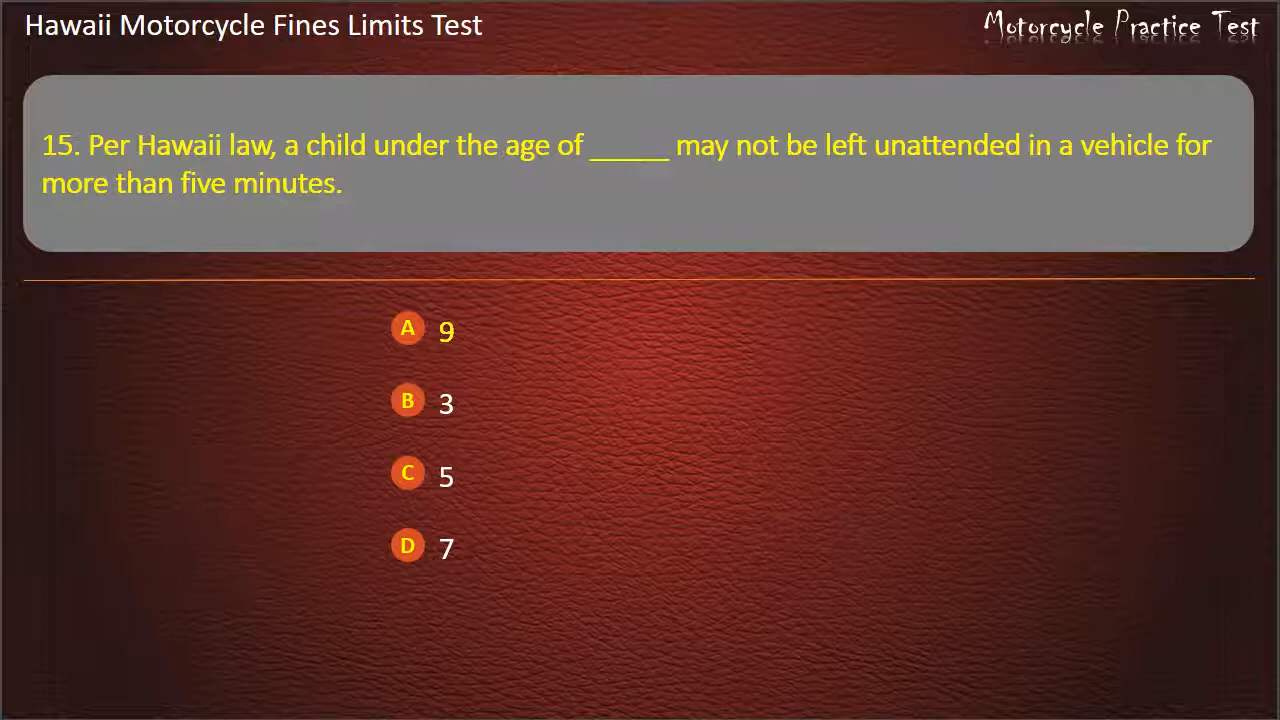 Hawaii Motorcycle Fines Limits Test
Motorcycle Practice Test
15. Per Hawaii law, a child under the age of _____ may not be left unattended in a vehicle for
more than five minutes.
A 9
B 3
C 5
D 7